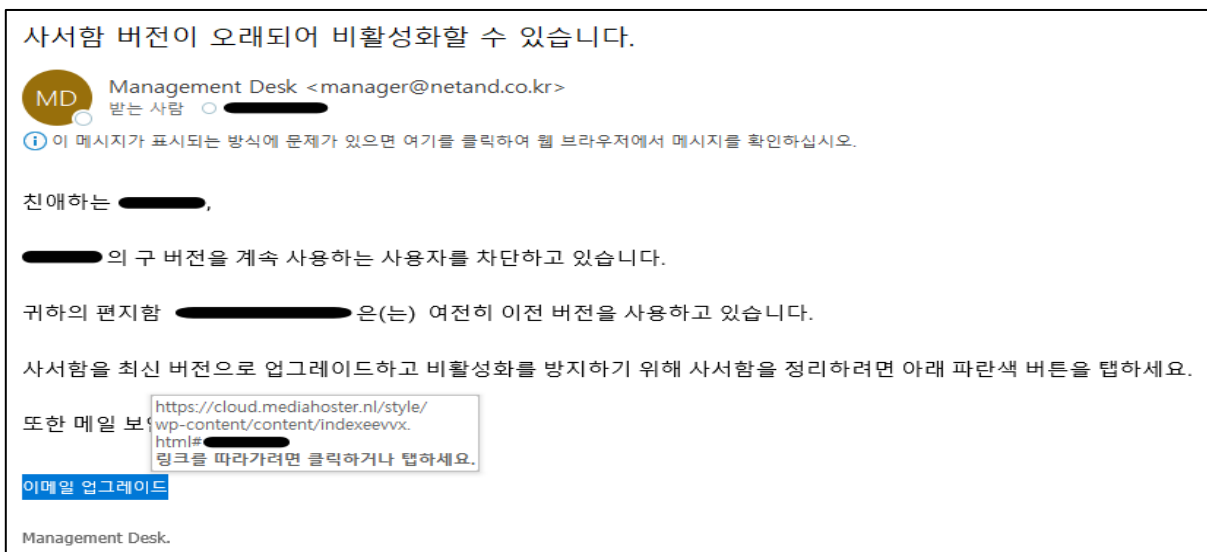 사서함 버전이 오래되어 비활성화할 수 있습니다.
MD
Management Desk <manager@netand.co.kr>
받는 사람
이 메시지가 표시되는 방식에 문제가 있으면 여기를 클릭하여 웹 브라우저에서 메시지를 확인하십시오.
친애하는 ,
의 구 버전을 계속 사용하는 사용자를 차단하고 있습니다.
귀하의 편지함 은(는) 여전히 이전 버전을 사용하고 있습니다.
사서함을 최신 버전으로 업그레이드하고 비활성화를 방지하기 위해 사서함을 정리하려면 아래 파란색 버튼을 탭하세요.
또한 메일
https://cloud.mediahoster.nl/style/
wp-content/content/indexeevvx.
html#
링크를 따라가려면 클릭하거나 탭하세요.
이메일 업그레이드
Management Desk.